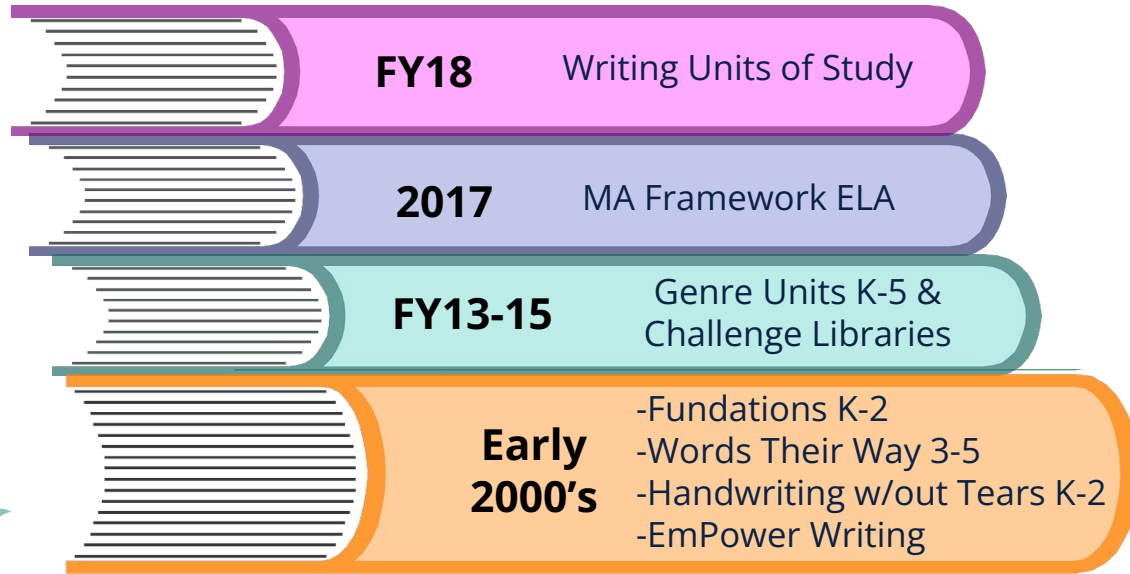 FY18
Writing Units of Study
2017
MA Framework ELA
FY13-15
Genre Units K-5 &
Challenge Libraries
Early
2000’s
-Fundations K-2
-Words Their Way 3-5
-Handwriting w/out Tears K-2
-EmPower Writing